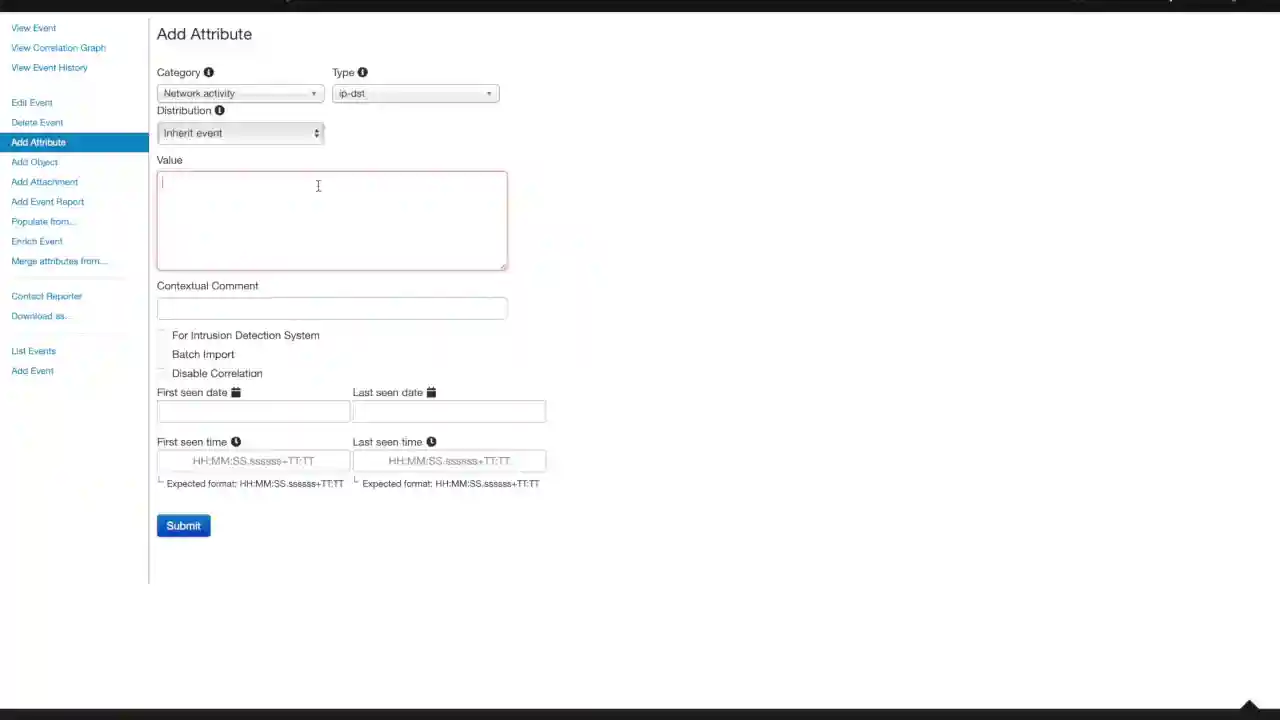 View Event
View Correlation Graph
View Event History
Edit Event
Delete Event
Add Attribute
Add Object
Add Attachment
Add Event Report
Populate from...
Enrich Event
Merge attributes from...
Contact Reporter
Download as...
List Events
Add Event
Add Attribute
Category Type
Network activity ip-dst
Distribution
Inherit event
Value
Contextual Comment
For Intrusion Detection System
Batch Import
Disable Correlation
First seen date Last seen date
First seen time Last seen time
HH:MM:SS.ssssss+TT:TT HH:MM:SS.ssssss+TT:TT
Expected format: HH:MM:SS.ssssss+TT:TT Expected format: HH:MM:SS.ssssss+TT:TT
Submit